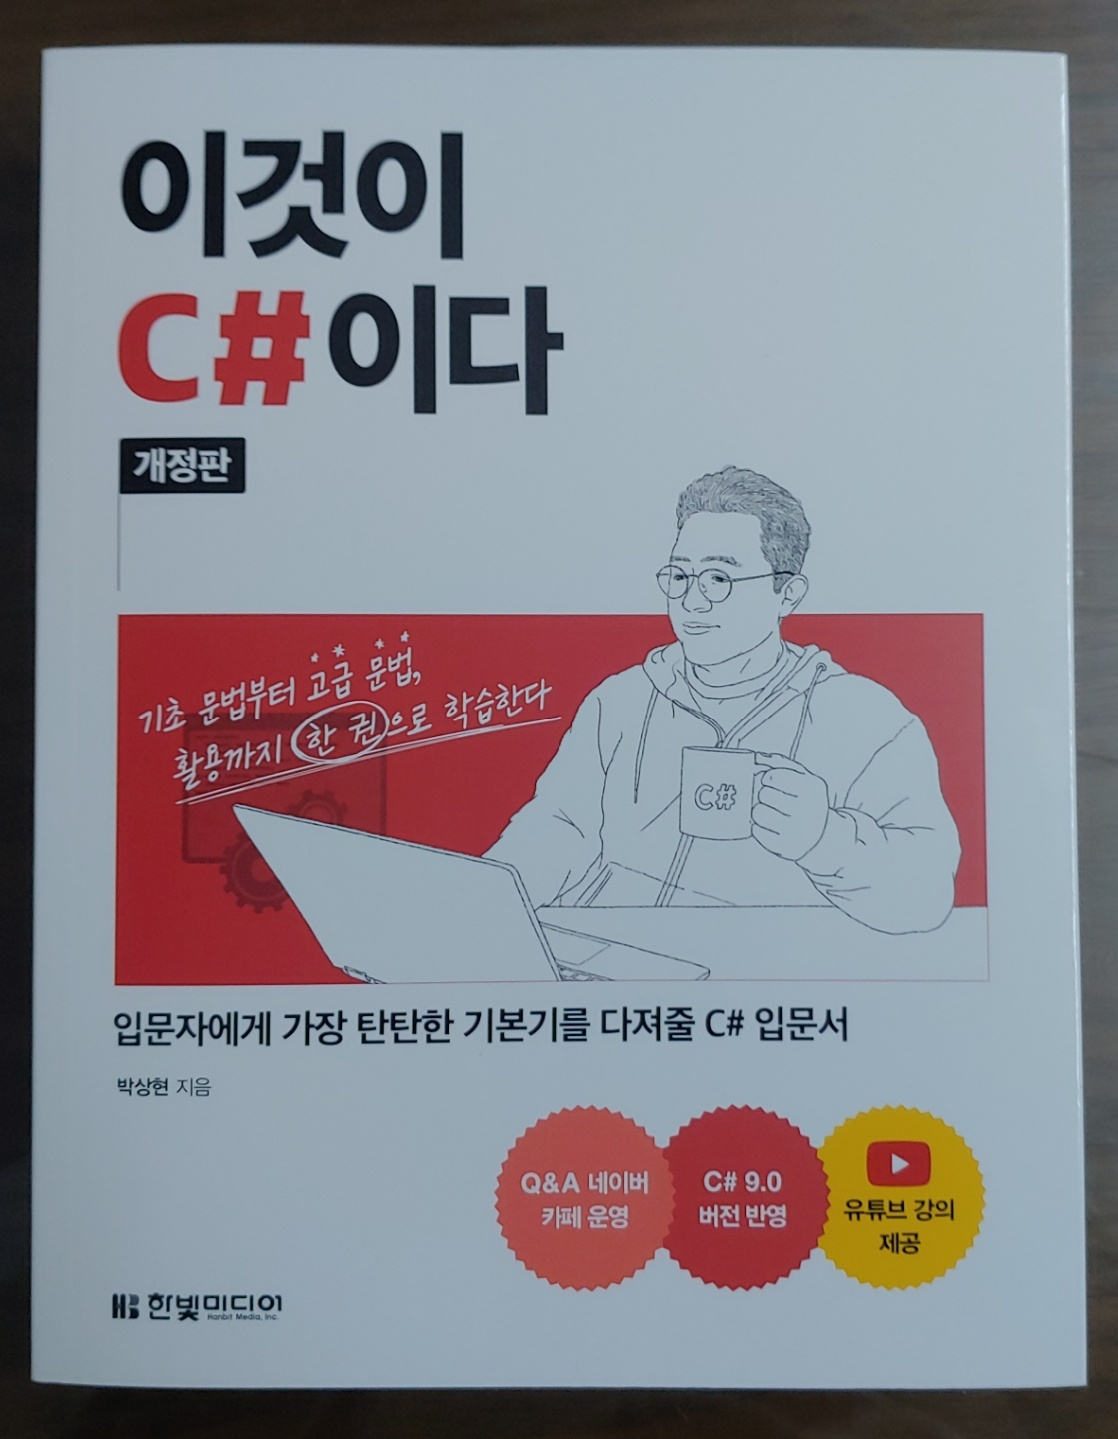 이것이
C#이다
개정판
기초 문법부터 고급 문법,
활용까지 한 권으로 학습한다
C#
입문자에게 가장 탄탄한 기본기를 다져줄 C# 입문서
박상현 지음
Q&A 네이버
카페 운영
C# 9.0
버전 반영
유튜브 강의
제공
HB 한빛미디어
Hanbit Media, Inc.